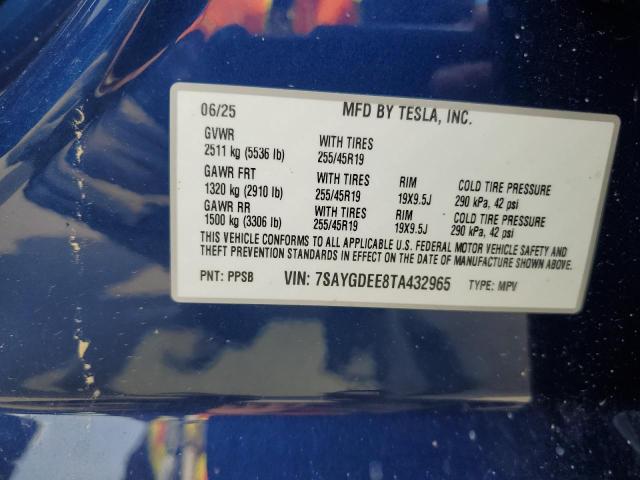 06/25 MFD BY TESLA, INC.
GVWR
2511 kg (5536 lb) WITH TIRES 255/45R19
GAWR FRT
1320 kg (2910 lb) WITH TIRES 255/45R19 RIM 19X9.5J COLD TIRE PRESSURE 290 kPa, 42 psi
GAWR RR
1500 kg (3306 lb) WITH TIRES 255/45R19 RIM 19X9.5J COLD TIRE PRESSURE 290 kPa, 42 psi
THIS VEHICLE CONFORMS TO ALL APPLICABLE U.S. FEDERAL MOTOR VEHICLE SAFETY AND
THEFT PREVENTION STANDARDS IN EFFECT ON THE DATE OF MANUFACTURE SHOWN ABOVE.
PNT: PPSB VIN: 7SAYGDEE8TA432965 TYPE: MPV